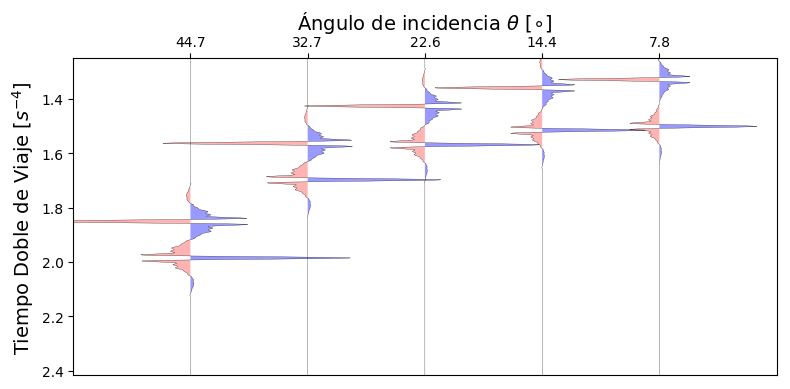 Ángulo de incidencia θ [∘]
44.7 32.7 22.6 14.4 7.8
Tiempo Doble de Viaje [s⁻⁴]
1.4
1.6
1.8
2.0
2.2
2.4